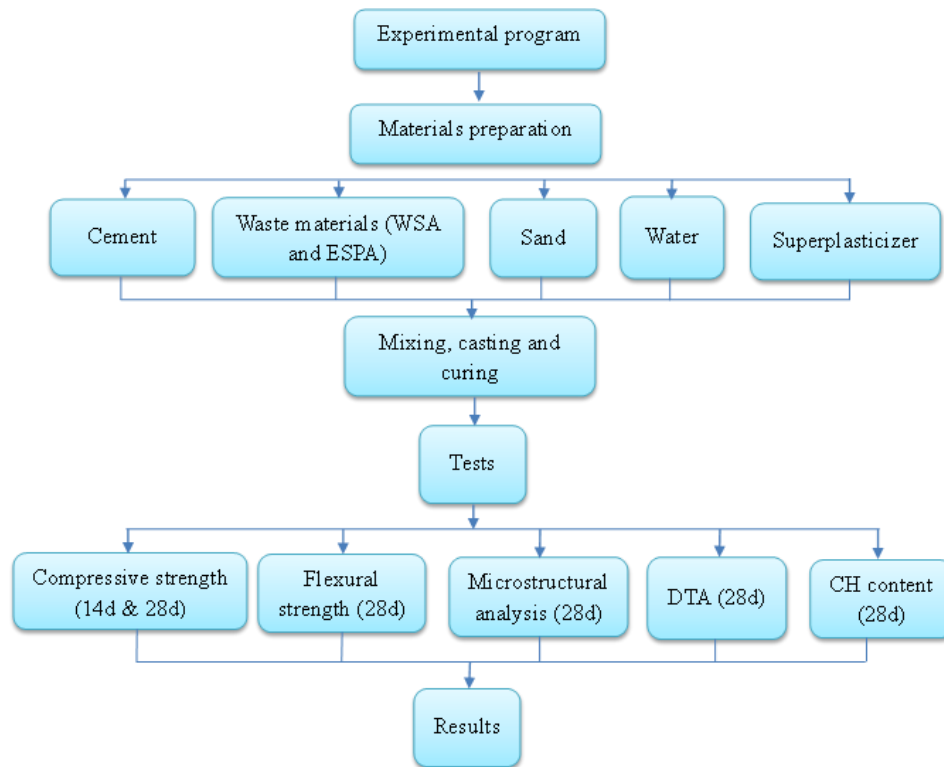 Experimental program
Materials preparation
Cement
Waste materials (WSA
and ESPA)
Sand
Water
Superplasticizer
Mixing, casting and
curing
Tests
Compressive strength
(14d & 28d)
Flexural
strength (28d)
Microstructural
analysis (28d)
DTA (28d)
CH content
(28d)
Results